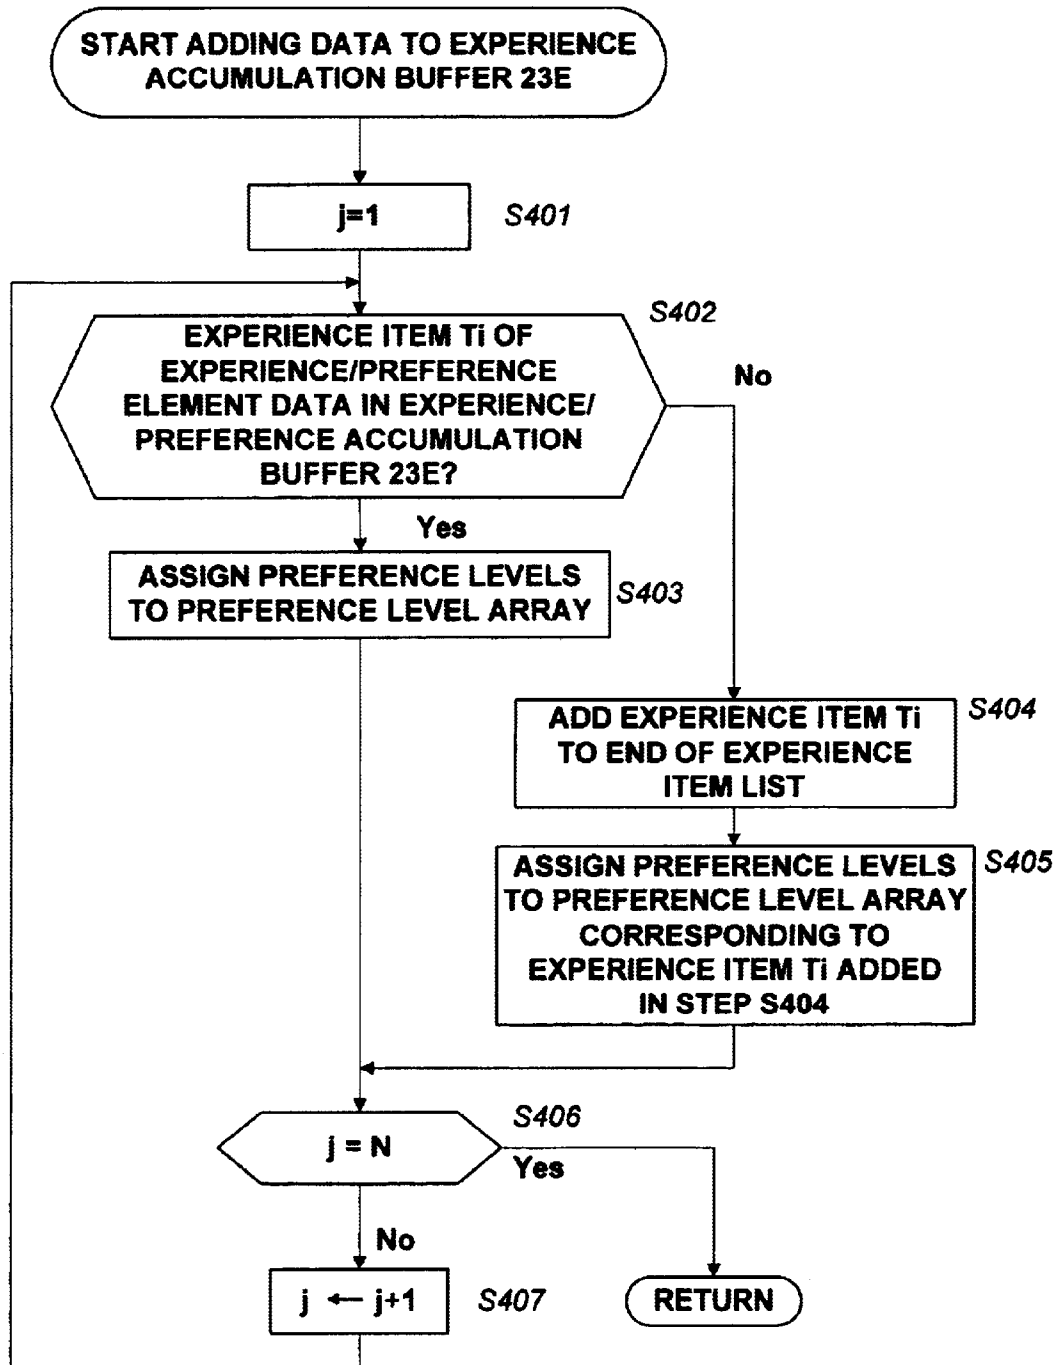 START ADDING DATA TO EXPERIENCE
ACCUMULATION BUFFER 23E
j=1
S401
S402
EXPERIENCE ITEM Ti OF
EXPERIENCE/PREFERENCE
ELEMENT DATA IN EXPERIENCE/
PREFERENCE ACCUMULATION
BUFFER 23E?
No
Yes
ASSIGN PREFERENCE LEVELS
TO PREFERENCE LEVEL ARRAY
S403
S404
ADD EXPERIENCE ITEM Ti
TO END OF EXPERIENCE
ITEM LIST
S405
ASSIGN PREFERENCE LEVELS
TO PREFERENCE LEVEL ARRAY
CORRESPONDING TO
EXPERIENCE ITEM Ti ADDED
IN STEP S404
S406
j = N
Yes
No
j ← j+1
S407
RETURN